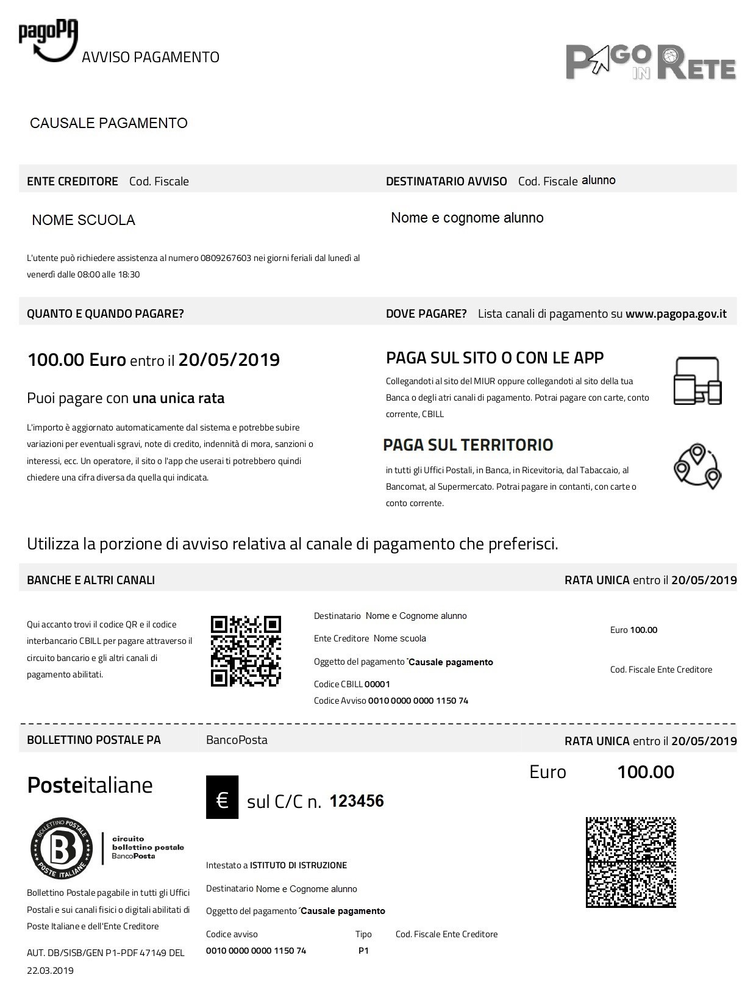 pagoPA
AVVISO PAGAMENTO
PAGO IN RETE
CAUSALE PAGAMENTO
ENTE CREDITORE Cod. Fiscale
DESTINATARIO AVVISO Cod. Fiscale alunno
NOME SCUOLA
Nome e cognome alunno
L'utente può richiedere assistenza al numero 0809267603 nei giorni feriali dal lunedì al
venerdì dalle 08:00 alle 18:30
QUANTO E QUANDO PAGARE?
DOVE PAGARE? Lista canali di pagamento su www.pagopa.gov.it
100.00 Euro entro il 20/05/2019
Puoi pagare con una unica rata
L'importo è aggiornato automaticamente dal sistema e potrebbe subire
variazioni per eventuali sgravi, note di credito, indennità di mora, sanzioni o
interessi, ecc. Un operatore, il sito o l'app che userai ti potrebbero quindi
chiedere una cifra diversa da quella qui indicata.
PAGA SUL SITO O CON LE APP
Collegandoti al sito del MIUR oppure collegandoti al sito della tua
Banca o degli atri canali di pagamento. Potrai pagare con carte, conto
corrente, CBILL
PAGA SUL TERRITORIO
in tutti gli Uffici Postali, in Banca, in Ricevitoria, dal Tabaccaio, al
Bancomat, al Supermercato. Potrai pagare in contanti, con carte o
conto corrente.
Utilizza la porzione di avviso relativa al canale di pagamento che preferisci.
BANCHE E ALTRI CANALI
RATA UNICA entro il 20/05/2019
Qui accanto trovi il codice QR e il codice
interbancario CBILL per pagare attraverso il
circuito bancario e gli altri canali di
pagamento abilitati.
Destinatario Nome e Cognome alunno
Ente Creditore Nome scuola
Oggetto del pagamento Causale pagamento
Codice CBILL 00001
Codice Avviso 0010 0000 0000 1150 74
Euro 100.00
Cod. Fiscale Ente Creditore
BOLLETTINO POSTALE PA
BancoPosta
RATA UNICA entro il 20/05/2019
Posteitaliane
€ sul C/C n. 123456
Euro 100.00
BOLLETTINO POSTALE
B
POSTE ITALIANE
circuito
bollettino postale
BancoPosta
Bollettino Postale pagabile in tutti gli Uffici
Postali e sui canali fisici o digitali abilitati di
Poste Italiane e dell'Ente Creditore
AUT. DB/SISB/GEN P1-PDF 47149 DEL
22.03.2019
Intestato a ISTITUTO DI ISTRUZIONE
Destinatario Nome e Cognome alunno
Oggetto del pagamento Causale pagamento
Codice avviso Tipo Cod. Fiscale Ente Creditore
0010 0000 0000 1150 74 P1